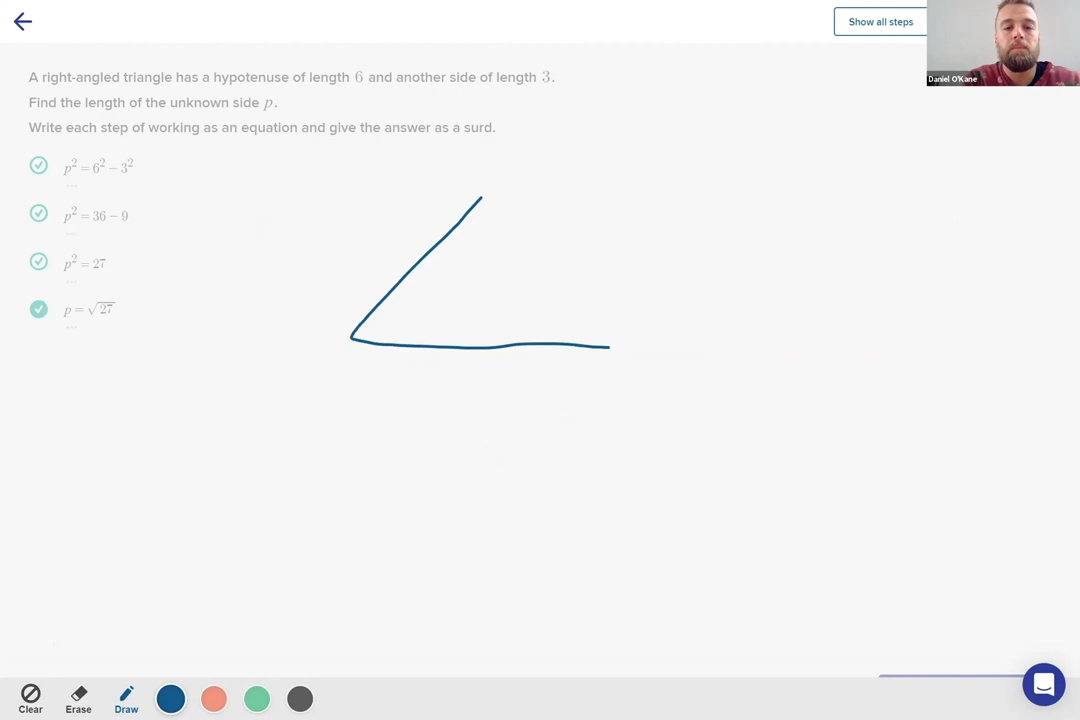 Show all steps
Daniel O'Kane
A right-angled triangle has a hypotenuse of length 6 and another side of length 3.
Find the length of the unknown side p.
Write each step of working as an equation and give the answer as a surd.
p² = 6² − 3²
...
p² = 36 − 9
...
p² = 27
...
p = √27
...
Clear
Erase
Draw